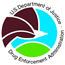 U.S. Department of Justice
Drug Enforcement Administration